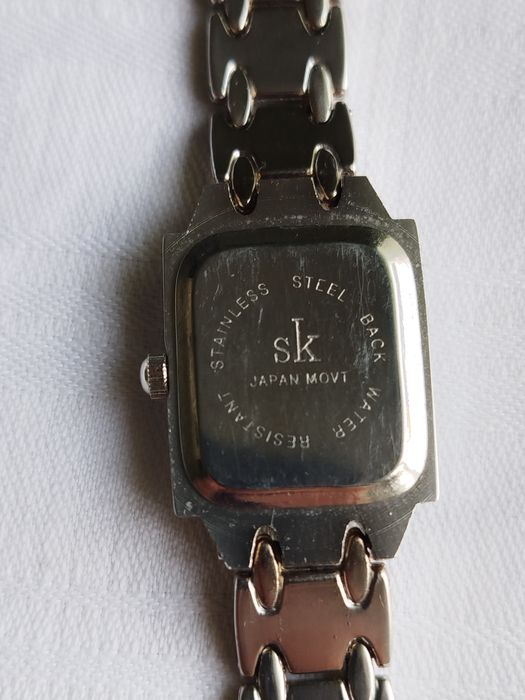 STAINLESS STEEL BACK WATER RESISTANT
sk
JAPAN MOVT